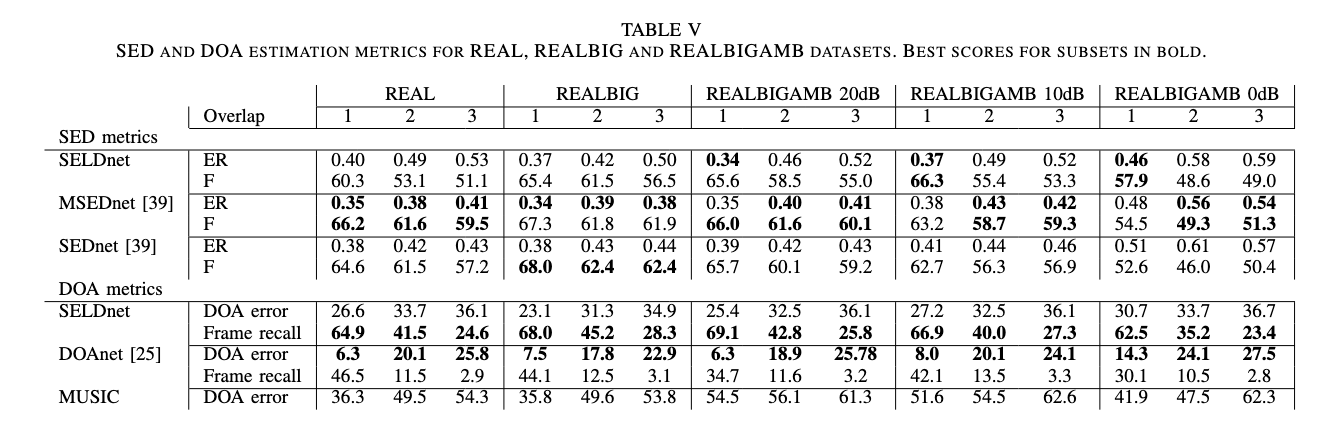 TABLE V
SED AND DOA ESTIMATION METRICS FOR REAL, REALBIG AND REALBIGAMB DATASETS. BEST SCORES FOR SUBSETS IN BOLD.
REAL REALBIG REALBIGAMB 20dB REALBIGAMB 10dB REALBIGAMB 0dB
Overlap 1 2 3 1 2 3 1 2 3 1 2 3 1 2 3
SED metrics
SELDnet ER 0.40 0.49 0.53 0.37 0.42 0.50 0.34 0.46 0.52 0.37 0.49 0.52 0.46 0.58 0.59
F 60.3 53.1 51.1 65.4 61.5 56.5 65.6 58.5 55.0 66.3 55.4 53.3 57.9 48.6 49.0
MSEDnet [39] ER 0.35 0.38 0.41 0.34 0.39 0.38 0.35 0.40 0.41 0.38 0.43 0.42 0.48 0.56 0.54
F 66.2 61.6 59.5 67.3 61.8 61.9 66.0 61.6 60.1 63.2 58.7 59.3 54.5 49.3 51.3
SEDnet [39] ER 0.38 0.42 0.43 0.38 0.43 0.44 0.39 0.42 0.43 0.41 0.44 0.46 0.51 0.61 0.57
F 64.6 61.5 57.2 68.0 62.4 62.4 65.7 60.1 59.2 62.7 56.3 56.9 52.6 46.0 50.4
DOA metrics
SELDnet DOA error 26.6 33.7 36.1 23.1 31.3 34.9 25.4 32.5 36.1 27.2 32.5 36.1 30.7 33.7 36.7
Frame recall 64.9 41.5 24.6 68.0 45.2 28.3 69.1 42.8 25.8 66.9 40.0 27.3 62.5 35.2 23.4
DOAnet [25] DOA error 6.3 20.1 25.8 7.5 17.8 22.9 6.3 18.9 25.78 8.0 20.1 24.1 14.3 24.1 27.5
Frame recall 46.5 11.5 2.9 44.1 12.5 3.1 34.7 11.6 3.2 42.1 13.5 3.3 30.1 10.5 2.8
MUSIC DOA error 36.3 49.5 54.3 35.8 49.6 53.8 54.5 56.1 61.3 51.6 54.5 62.6 41.9 47.5 62.3